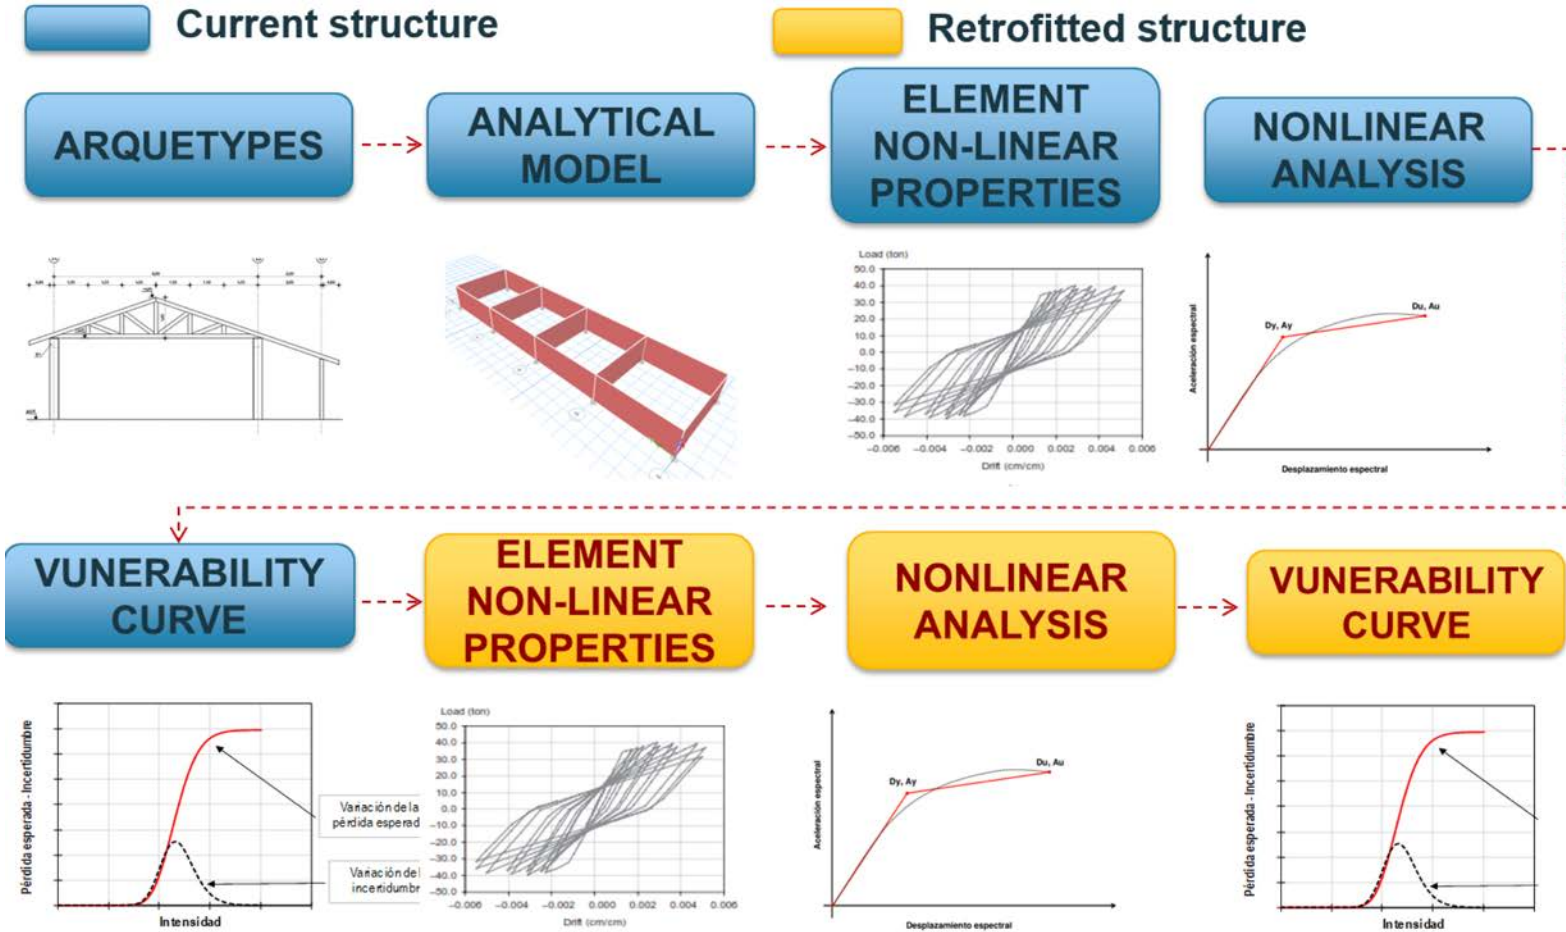 Current structure
Retrofitted structure
ARQUETYPES
ANALYTICAL
MODEL
ELEMENT
NON-LINEAR
PROPERTIES
NONLINEAR
ANALYSIS
Load (ton)
50.0
40.0
30.0
20.0
10.0
0.0
−10.0
−20.0
−30.0
−40.0
−50.0
−0.006 −0.004 −0.002 0.000 0.002 0.004 0.006
Drift (cm/cm)
Aceleración espectral
Dy, Ay
Du, Au
Desplazamiento espectral
VUNERABILITY
CURVE
ELEMENT
NON-LINEAR
PROPERTIES
NONLINEAR
ANALYSIS
VUNERABILITY
CURVE
Pérdida esperada - Incertidumbre
Variación de la
pérdida esperad
Variación de l
incertidumbr
Intensidad
Load (ton)
50.0
40.0
30.0
20.0
10.0
0.0
−10.0
−20.0
−30.0
−40.0
−50.0
−0.006 −0.004 −0.002 0.000 0.002 0.004 0.006
Drift (cm/cm)
Aceleración espectral
Dy, Ay
Du, Au
Desplazamiento espectral
Pérdida esperada - Incertidumbre
Intensidad